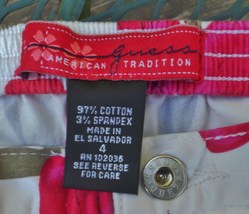 guess
AMERICAN TRADITION
97% COTTON
3% SPANDEX
MADE IN
EL SALVADOR
4
RN 102036
SEE REVERSE
FOR CARE